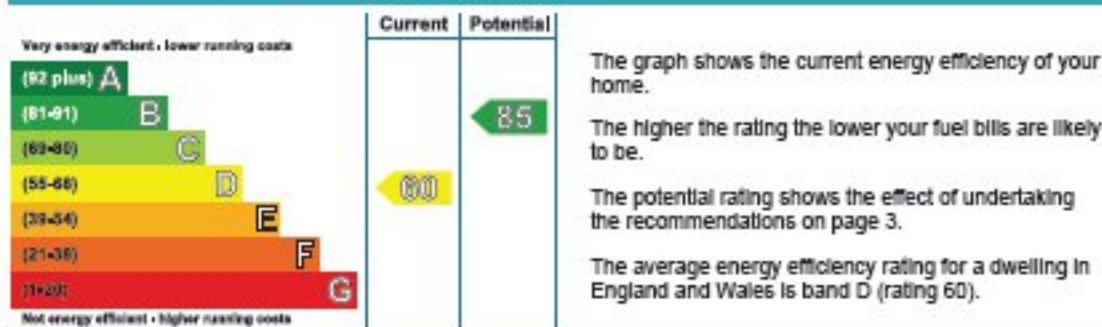 Current Potential
Very energy efficient - lower running costs
(92 plus) A
(81-91) B
85
(69-80) C
(55-68) D
60
(39-54) E
(21-38) F
(1-20) G
Not energy efficient - higher running costs
The graph shows the current energy efficiency of your
home.
The higher the rating the lower your fuel bills are likely
to be.
The potential rating shows the effect of undertaking
the recommendations on page 3.
The average energy efficiency rating for a dwelling in
England and Wales is band D (rating 60).